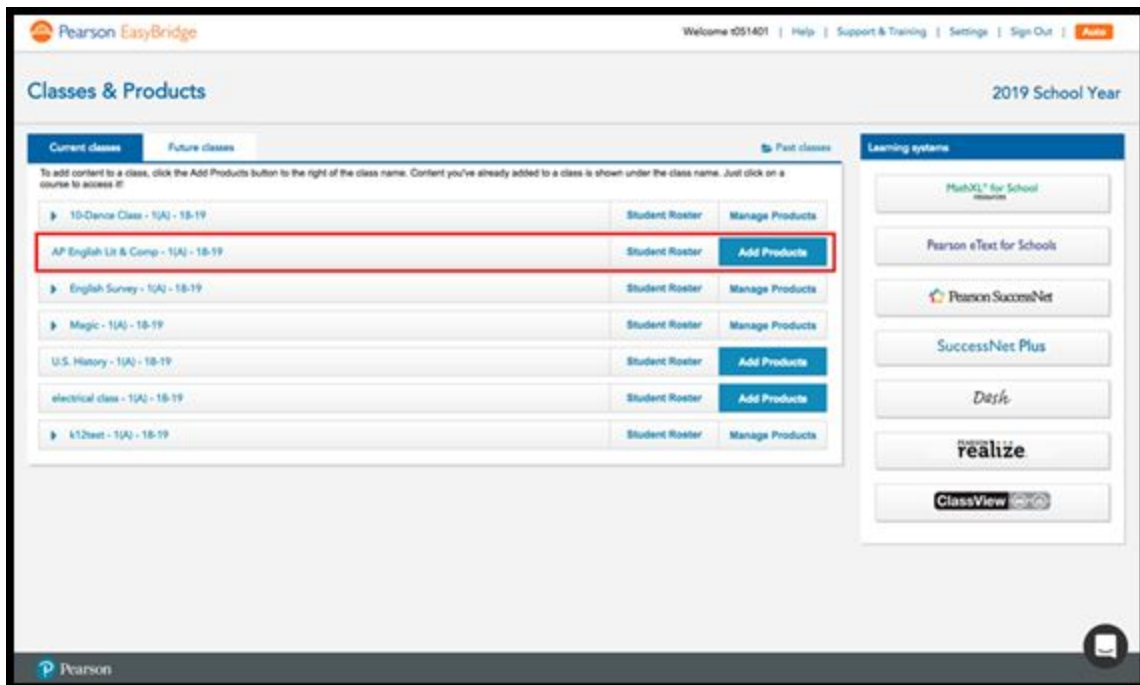 Pearson EasyBridge
Welcome t051401 | Help | Support & Training | Settings | Sign Out | Auto
Classes & Products
2019 School Year
Current classes
Future classes
Past classes
To add content to a class, click the Add Products button to the right of the class name. Content you've already added to a class is shown under the class name. Just click on a
course to access it!
10-Dance Class - 1(A) - 18-19 Student Roster Manage Products
AP English Lit & Comp - 1(A) - 18-19 Student Roster Add Products
English Survey - 1(A) - 18-19 Student Roster Manage Products
Magic - 1(A) - 18-19 Student Roster Manage Products
U.S. History - 1(A) - 18-19 Student Roster Add Products
electrical class - 1(A) - 18-19 Student Roster Add Products
k12test - 1(A) - 18-19 Student Roster Manage Products
Learning systems
MathXL® for School
RESOURCES
Pearson eText for Schools
Pearson SuccessNet
SuccessNet Plus
Dash
PEARSON
realize
ClassView
Pearson